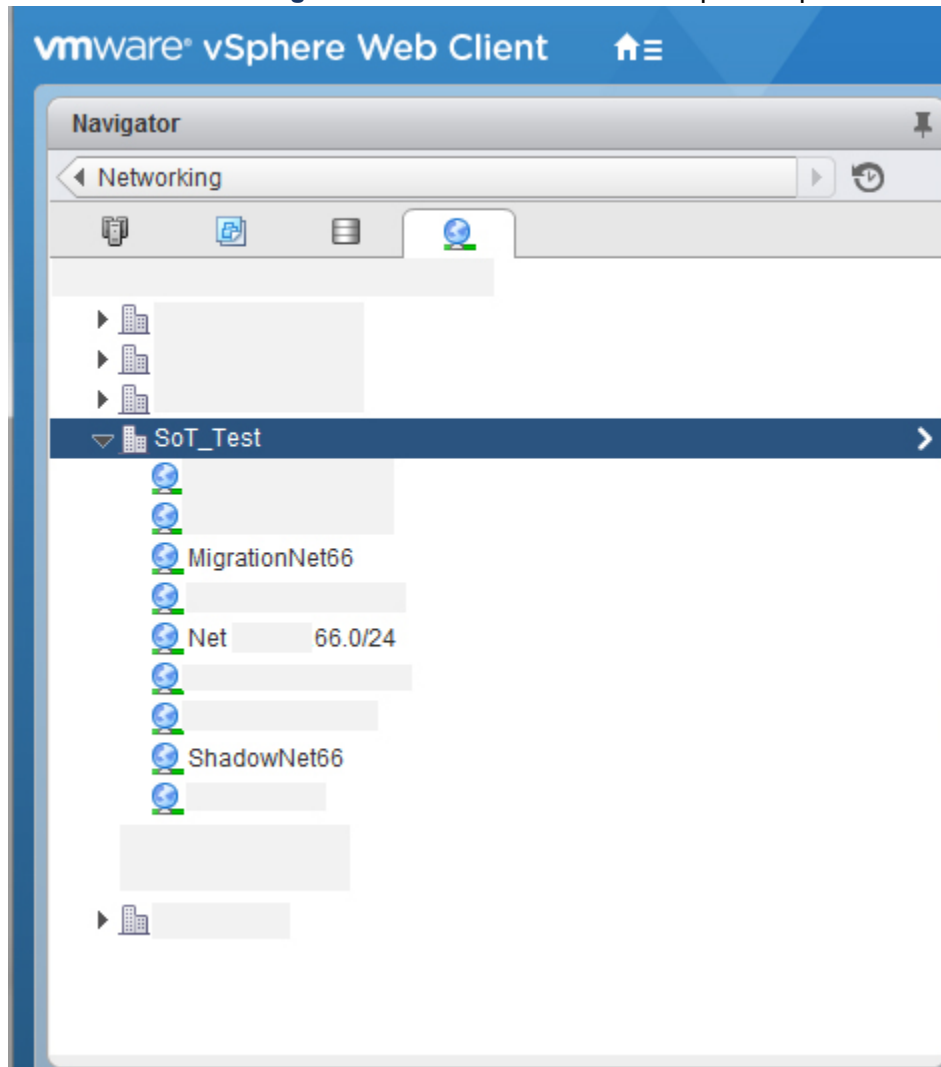 vmware® vSphere Web Client
Navigator
Networking
SoT_Test
MigrationNet66
Net 66.0/24
ShadowNet66